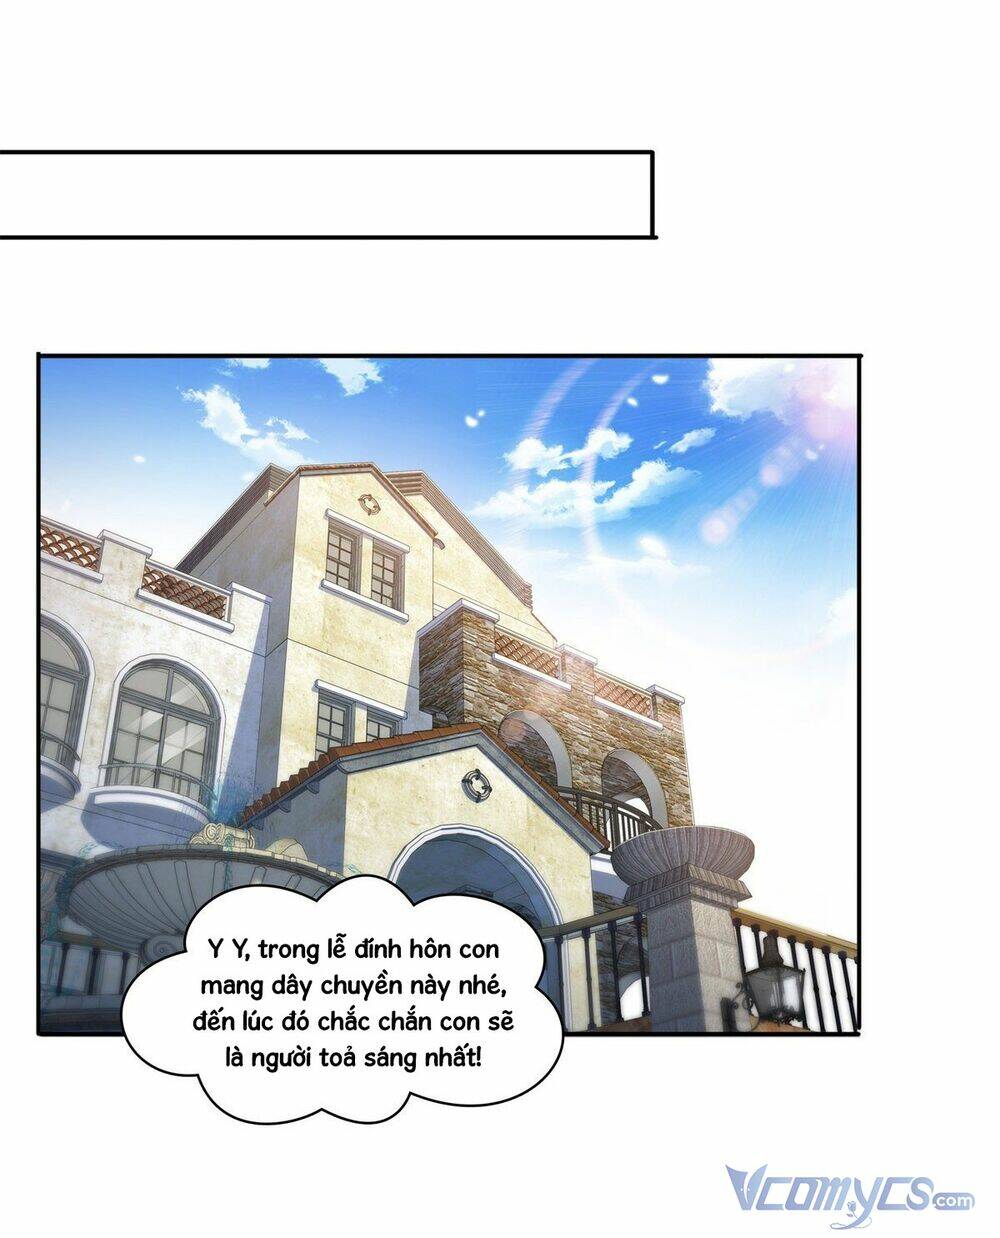 Y Y, trong lễ đính hôn con
mang dây chuyền này nhé,
đến lúc đó chắc chắn con sẽ
là người toả sáng nhất!
VCOMYCS.com